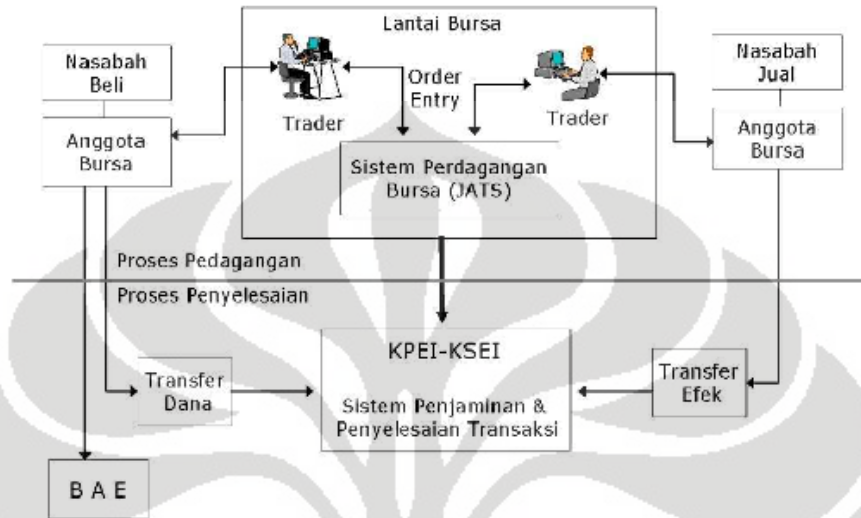 Lantai Bursa
Nasabah
Beli
Order
Entry
Nasabah
Jual
Trader
Trader
Anggota
Bursa
Anggota
Bursa
Sistem Perdagangan
Bursa (JATS)
Proses Pedagangan
Proses Penyelesaian
KPEI-KSEI
Transfer
Dana
Transfer
Efek
Sistem Penjaminan &
Penyelesaian Transaksi
B A E